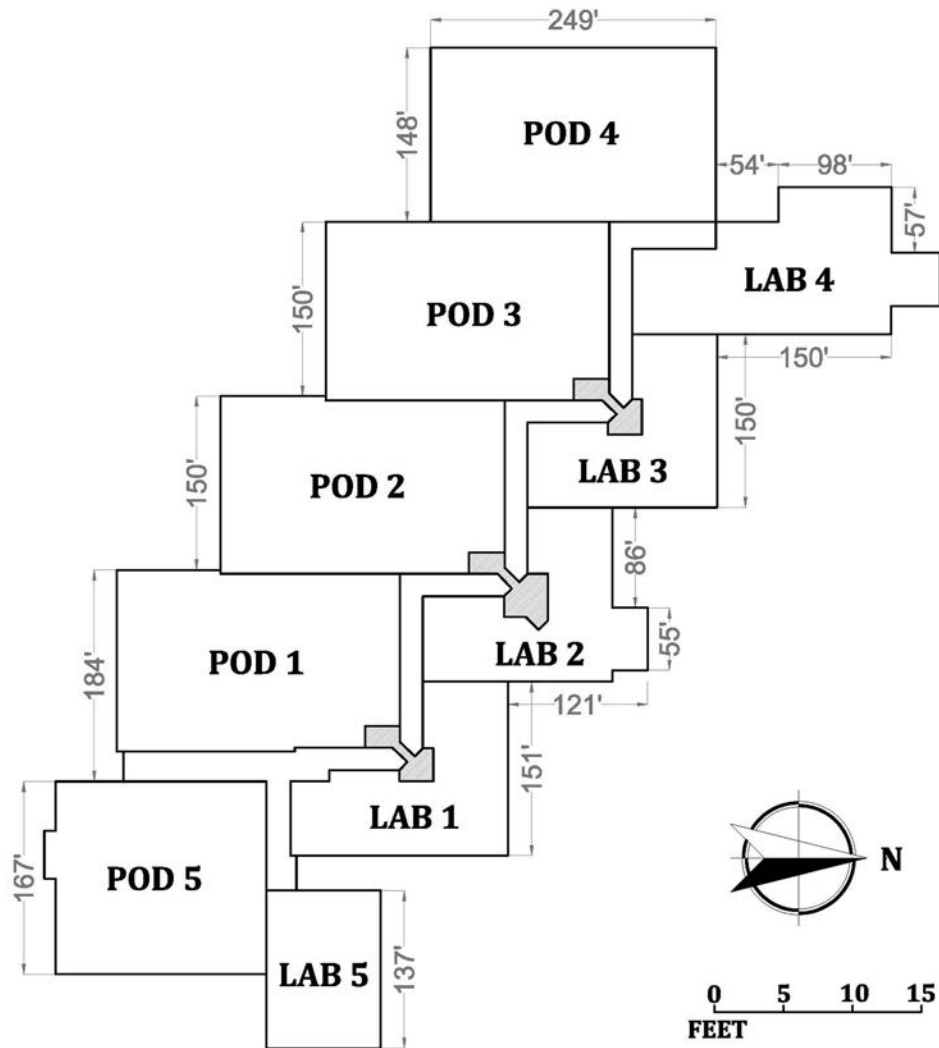 249'
POD 4
148'
54'
98'
57'
LAB 4
POD 3
150'
150'
150'
LAB 3
POD 2
150'
86'
55'
LAB 2
POD 1
184'
121'
151'
LAB 1
POD 5
167'
LAB 5
137'
N
0 5 10 15
FEET